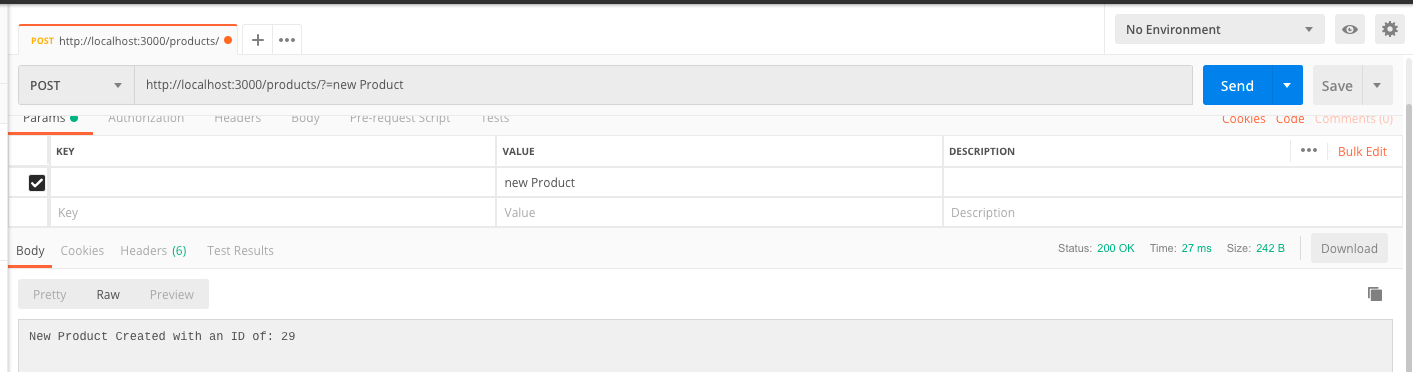 POST http://localhost:3000/products/ No Environment
POST http://localhost:3000/products/?=new Product Send Save
Params Authorization Headers Body Pre-request Script Tests Cookies Code Comments (0)
KEY VALUE DESCRIPTION Bulk Edit
new Product
Key Value Description
Body Cookies Headers (6) Test Results Status: 200 OK Time: 27 ms Size: 242 B Download
Pretty Raw Preview
New Product Created with an ID of: 29